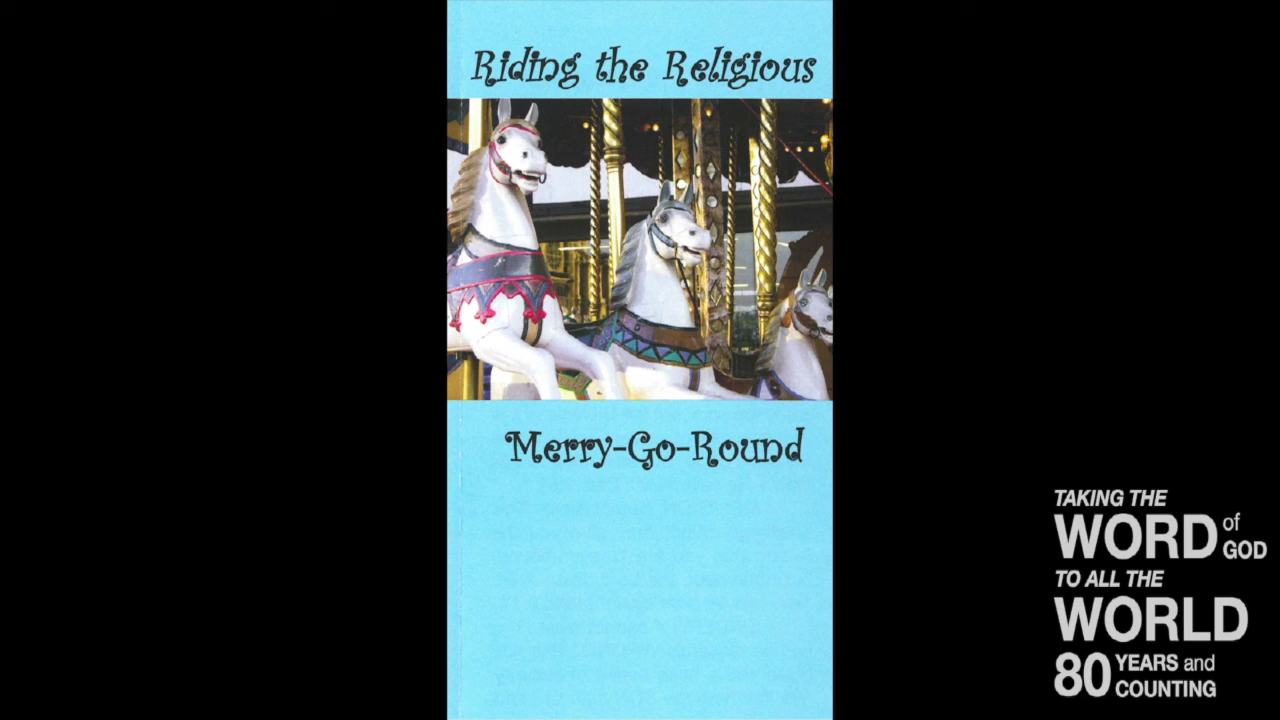 Riding the Religious
Merry-Go-Round
TAKING THE
WORD of GOD
TO ALL THE
WORLD
80 YEARS and COUNTING